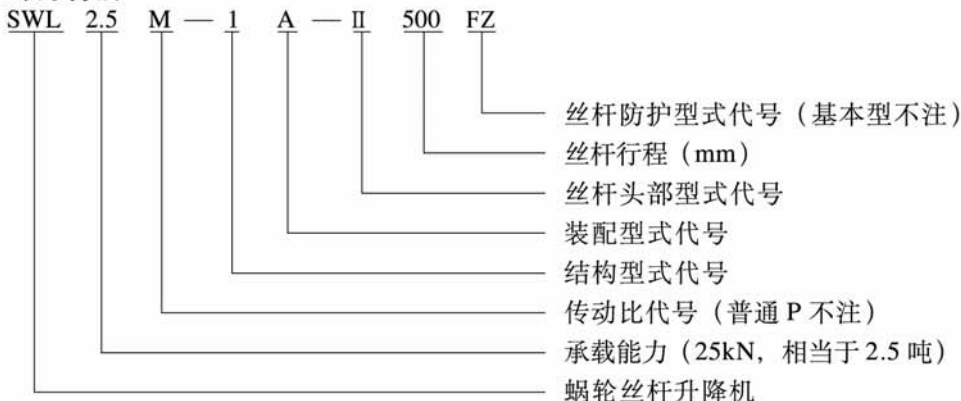 SWL 2.5 M — 1 A — Ⅱ 500 FZ
丝杆防护型式代号（基本型不注）
丝杆行程（mm）
丝杆头部型式代号
装配型式代号
结构型式代号
传动比代号（普通 P 不注）
承载能力（25kN，相当于 2.5 吨）
蜗轮丝杆升降机